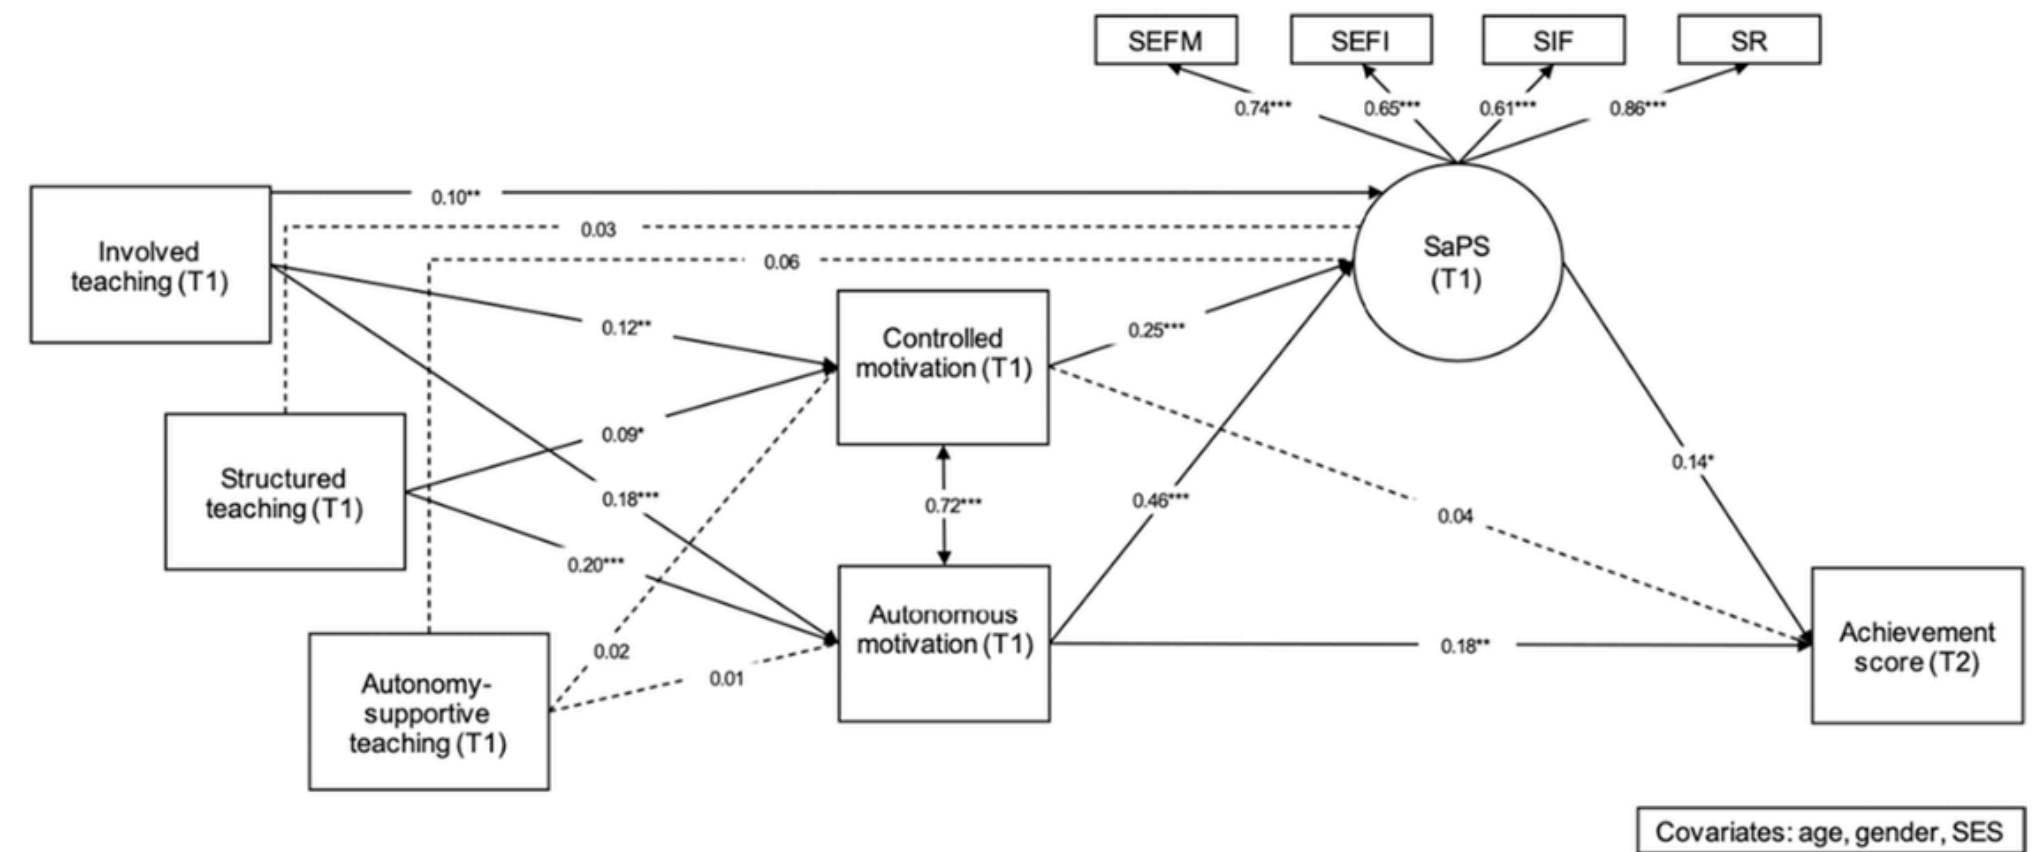 SEFM
SEFI
SIF
SR
0.74***
0.65***
0.61***
0.86***
0.10**
0.03
0.06
Involved
teaching (T1)
SaPS
(T1)
0.12**
0.25***
Controlled
motivation (T1)
0.09*
0.14*
Structured
teaching (T1)
0.18***
0.72***
0.46***
0.04
0.20***
Autonomous
motivation (T1)
0.02
0.01
0.18**
Achievement
score (T2)
Autonomy-
supportive
teaching (T1)
Covariates: age, gender, SES